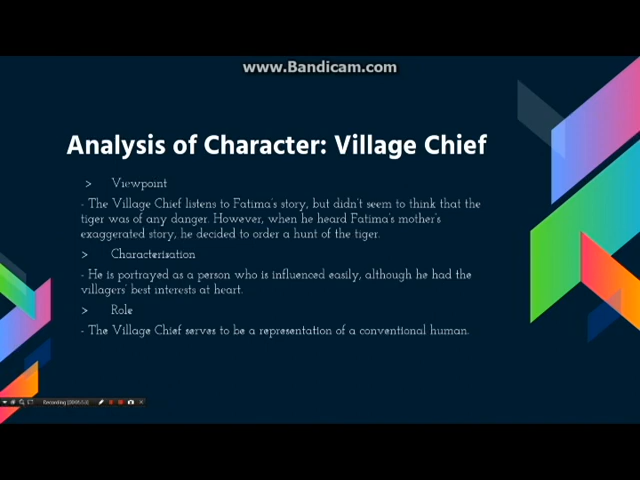 www.Bandicam.com
Analysis of Character: Village Chief
> Viewpoint
- The Village Chief listens to Fatima's story, but didn't seem to think that the
tiger was of any danger. However, when he heard Fatima's mother's
exaggerated story, he decided to order a hunt of the tiger.
> Characterisation
- He is portrayed as a person who is influenced easily, although he had the
villagers' best interests at heart.
> Role
- The Village Chief serves to be a representation of a conventional human.
Recording